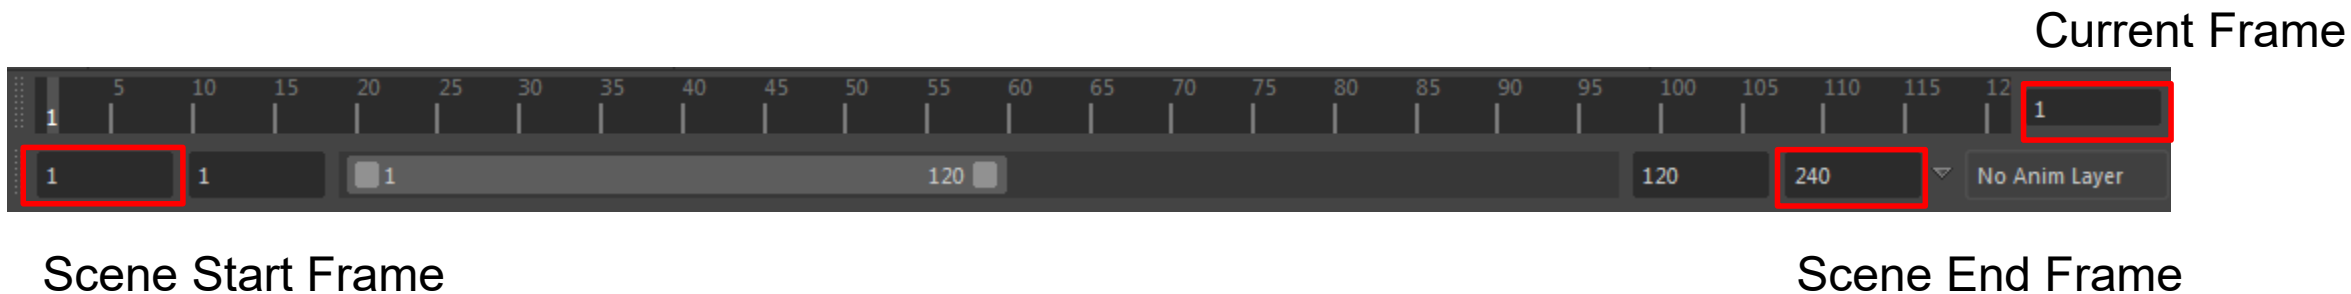 Current Frame
5 10 15 20 25 30 35 40 45 50 55 60 65 70 75 80 85 90 95 100 105 110 115 12
1 1
1 1 1 120 120 240 No Anim Layer
Scene Start Frame Scene End Frame